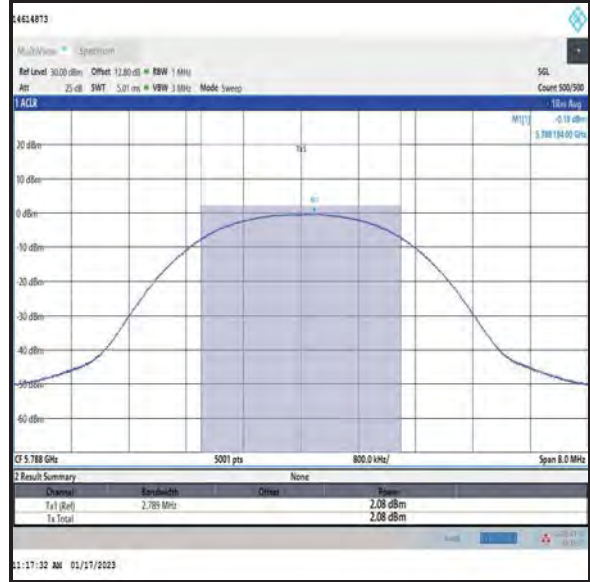 14614873
MultiView Spectrum
Ref Level 30.00 dBm Offset 12.80 dB RBW 1 MHz SGL
Att 25 dB SWT 5.01 ms VBW 3 MHz Mode Sweep Count 500/500
1 ACLR 1Rm Avg
M1[1] -0.19 dBm
GHz
20 dBm
Tx1
10 dBm
M1
0 dBm
-10 dBm
-20 dBm
-30 dBm
-40 dBm
-50 dBm
-60 dBm
CF 5.788 GHz 5001 pts 800.0 kHz/ Span 8.0 MHz
2 Result Summary None
Channel Bandwidth Offset Power
Tx1 (Ref) 2.789 MHz 2.08 dBm
Tx Total 2.08 dBm
11:17:32 AM 01/17/2023